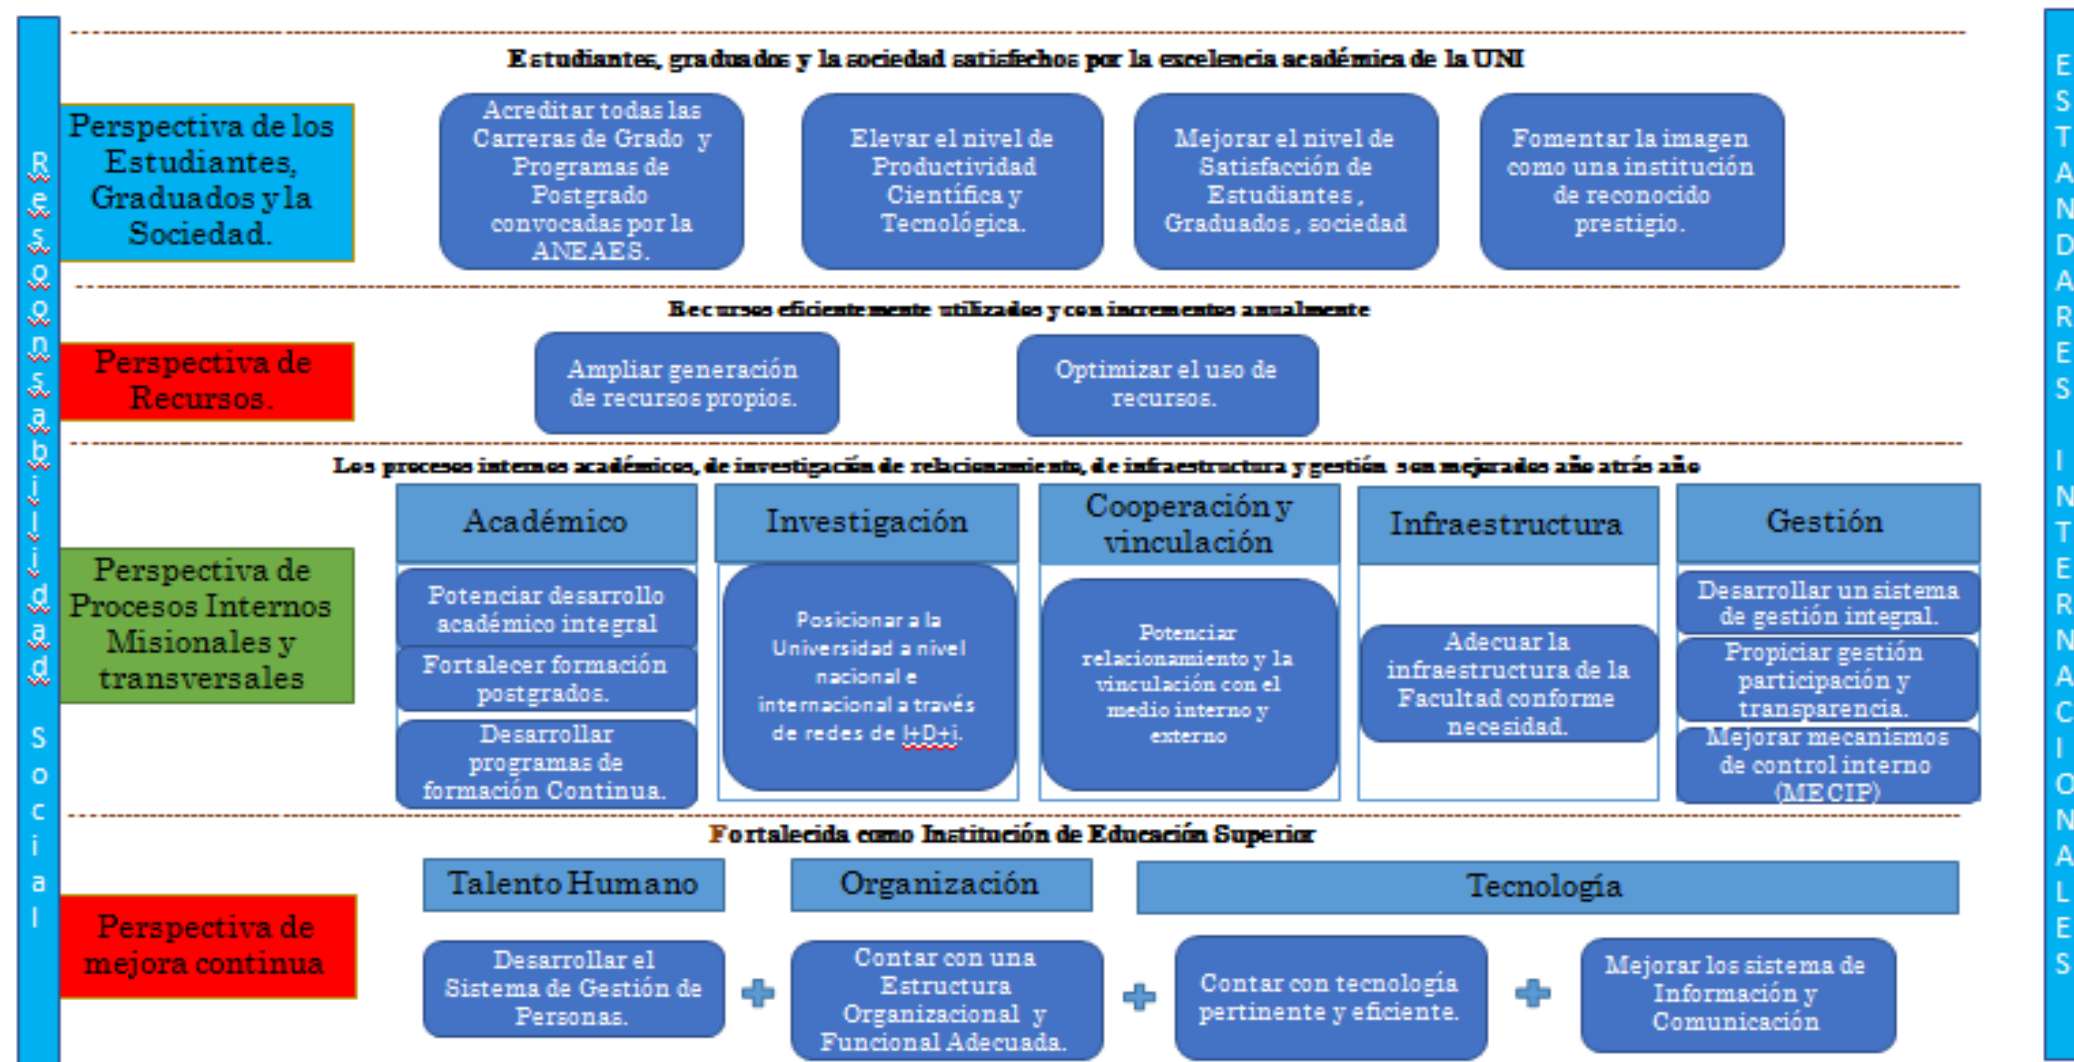 Resonsabilidad Social
Estudiantes, graduados y la sociedad satisfechos por la excelencia académica de la UNI
Perspectiva de los
Estudiantes,
Graduados y la
Sociedad.
Acreditar todas las
Carreras de Grado y
Programas de
Postgrado
convocadas por la
ANEAES.
Elevar el nivel de
Productividad
Científica y
Tecnológica.
Mejorar el nivel de
Satisfacción de
Estudiantes,
Graduados, sociedad
Fomentar la imagen
como una institución
de reconocido
prestigio.
Recursos eficientemente utilizados y con incrementos anualmente
Perspectiva de
Recursos.
Ampliar generación
de recursos propios.
Optimizar el uso de
recursos.
Los procesos internos académicos, de investigación de relacionamiento, de infraestructura y gestión son mejorados año atrás año
Perspectiva de
Procesos Internos
Misionales y
transversales
Académico
Potenciar desarrollo
académico integral
Fortalecer formación
postgrados.
Desarrollar
programas de
formación Continua.
Investigación
Posicionar a la
Universidad a nivel
nacional e
internacional a través
de redes de I+D+i.
Cooperación y
vinculación
Potenciar
relacionamiento y la
vinculación con el
medio interno y
externo
Infraestructura
Adecuar la
infraestructura de la
Facultad conforme
necesidad.
Gestión
Desarrollar un sistema
de gestión integral.
Propiciar gestión
participación y
transparencia.
Mejorar mecanismos
de control interno
(MECIP)
Fortalecida como Institución de Educación Superior
Perspectiva de
mejora continua
Talento Humano
Desarrollar el
Sistema de Gestión de
Personas.
Organización
Contar con una
Estructura
Organizacional y
Funcional Adecuada.
Tecnología
Contar con tecnología
pertinente y eficiente.
Mejorar los sistema de
Información y
Comunicación
ESTANDARES INTERNACIONALES